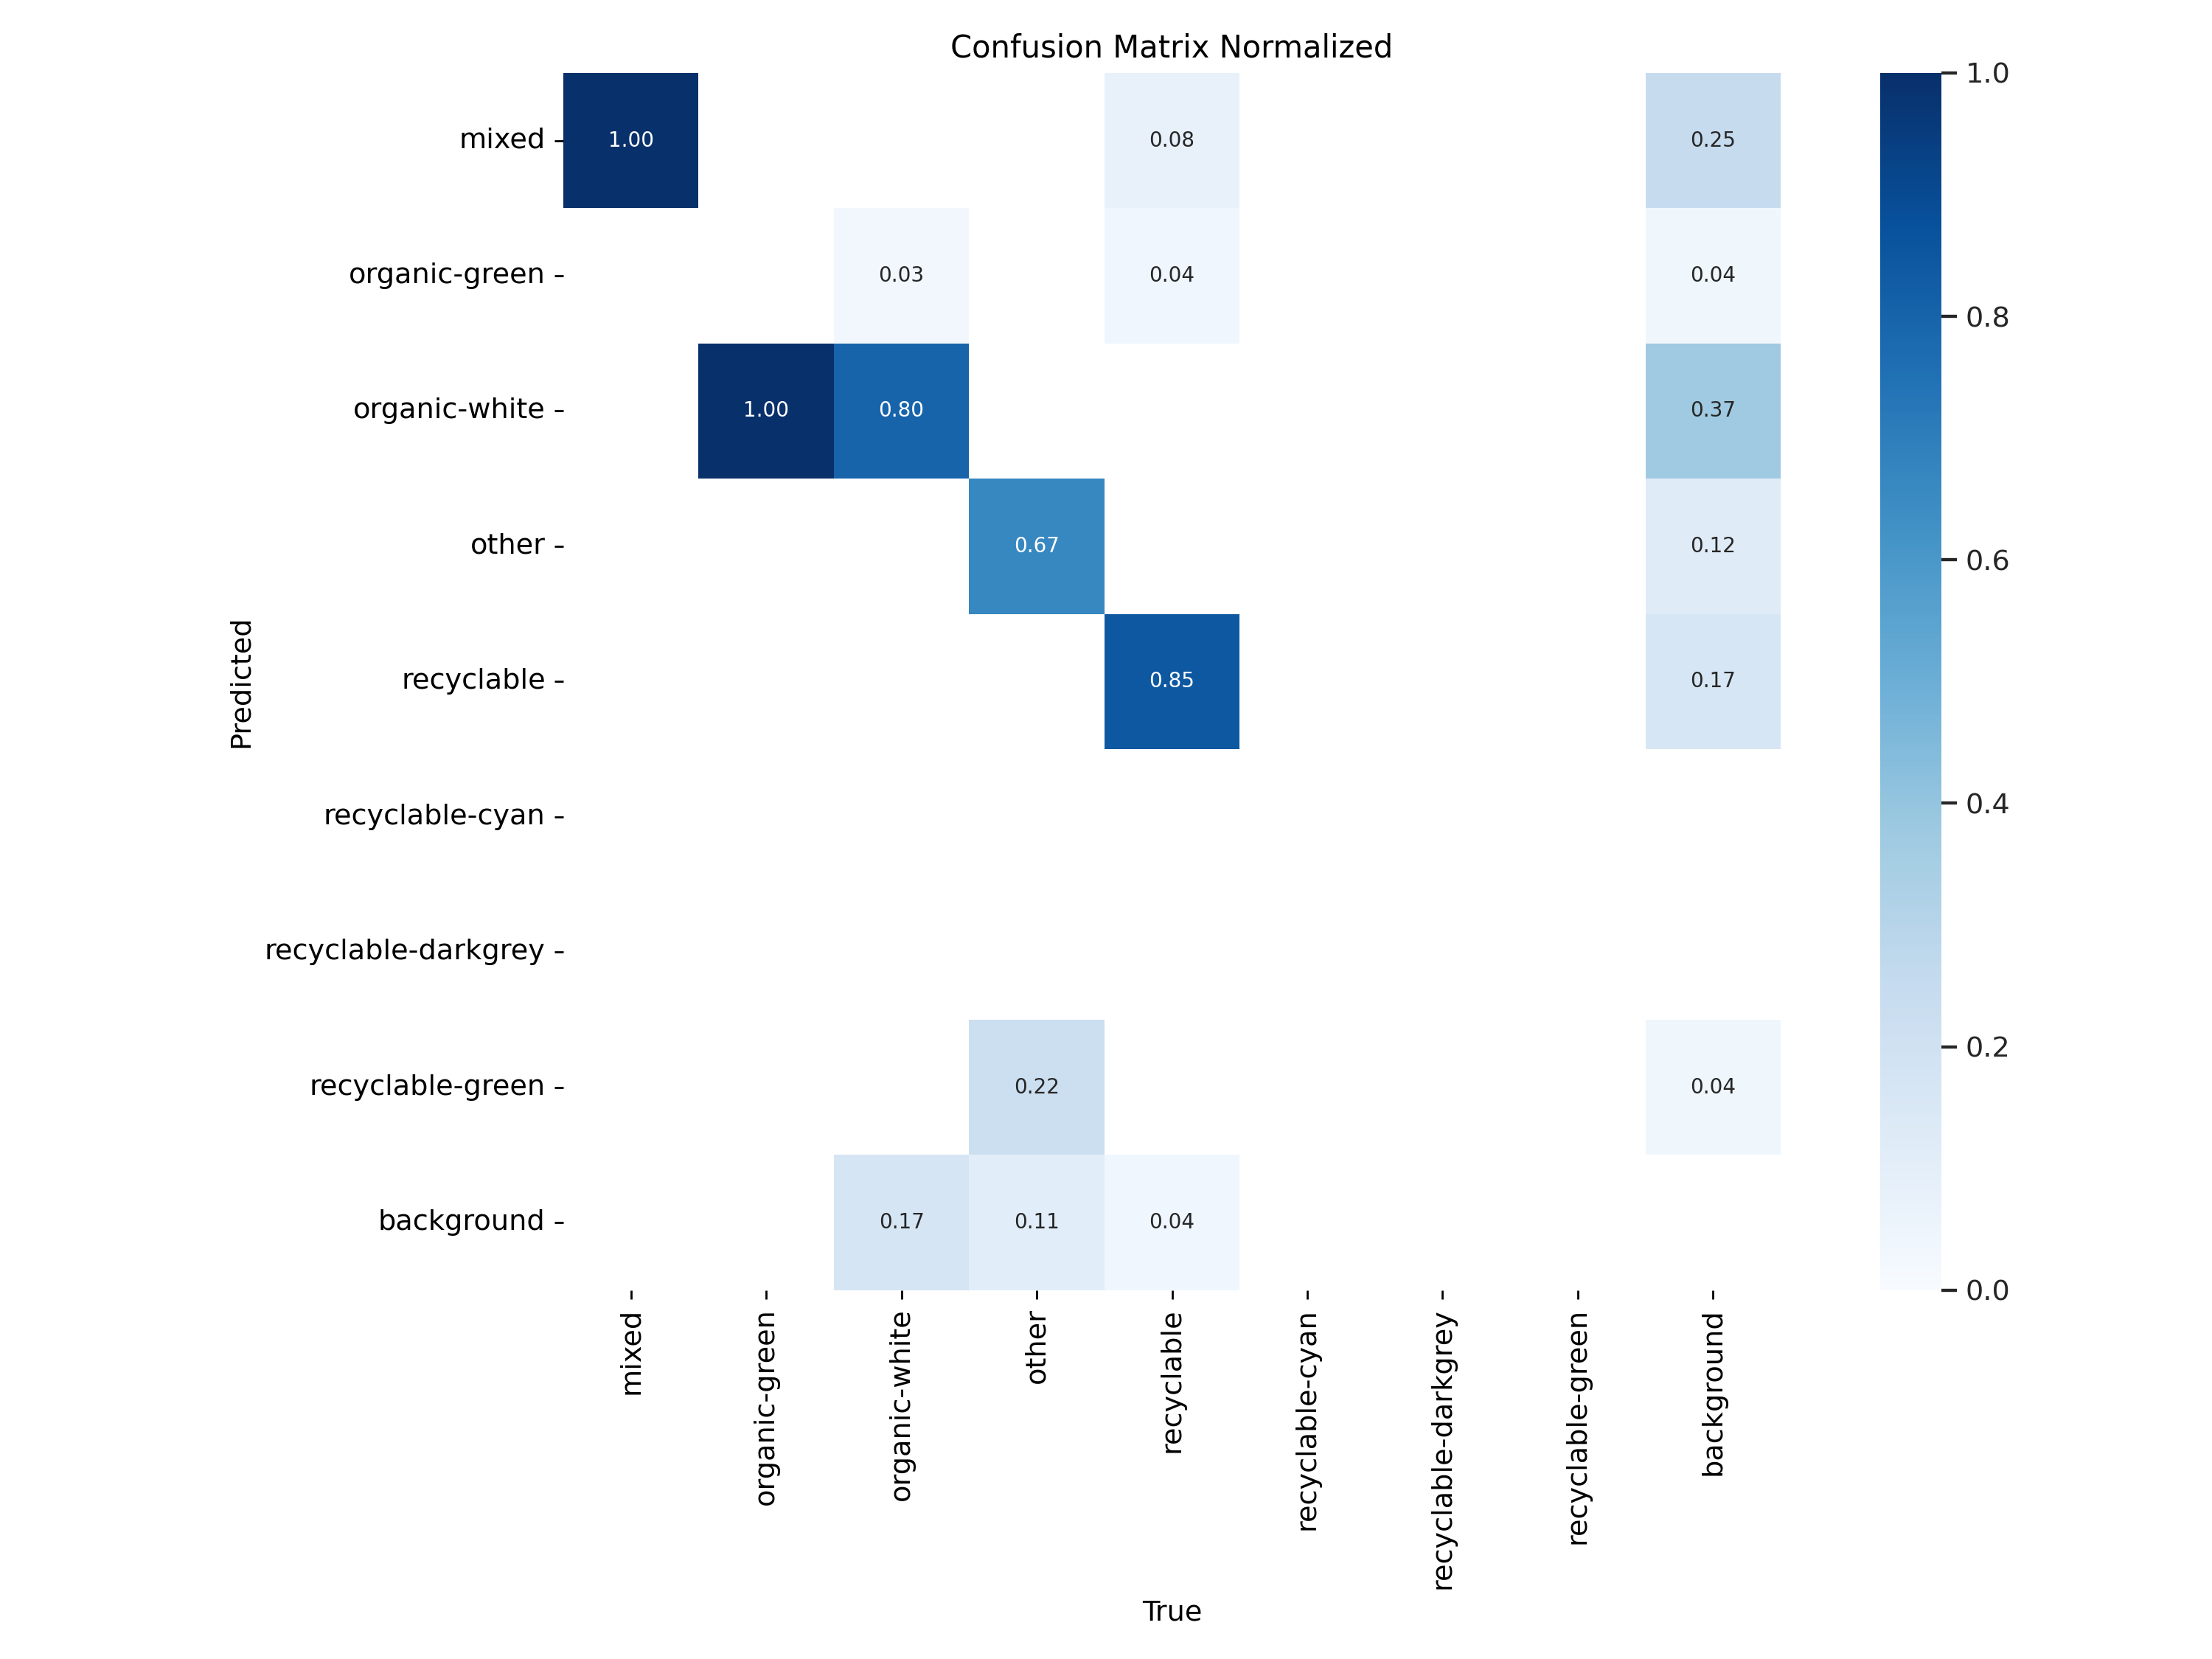 Confusion Matrix Normalized
mixed
1.00
0.08
0.25
organic-green
0.03
0.04
0.04
organic-white
1.00
0.80
0.37
other
0.67
0.12
recyclable
0.85
0.17
recyclable-cyan
recyclable-darkgrey
recyclable-green
0.22
0.04
background
0.17
0.11
0.04
Predicted
mixed
organic-green
organic-white
other
recyclable
recyclable-cyan
recyclable-darkgrey
recyclable-green
background
True
1.0
0.8
0.6
0.4
0.2
0.0